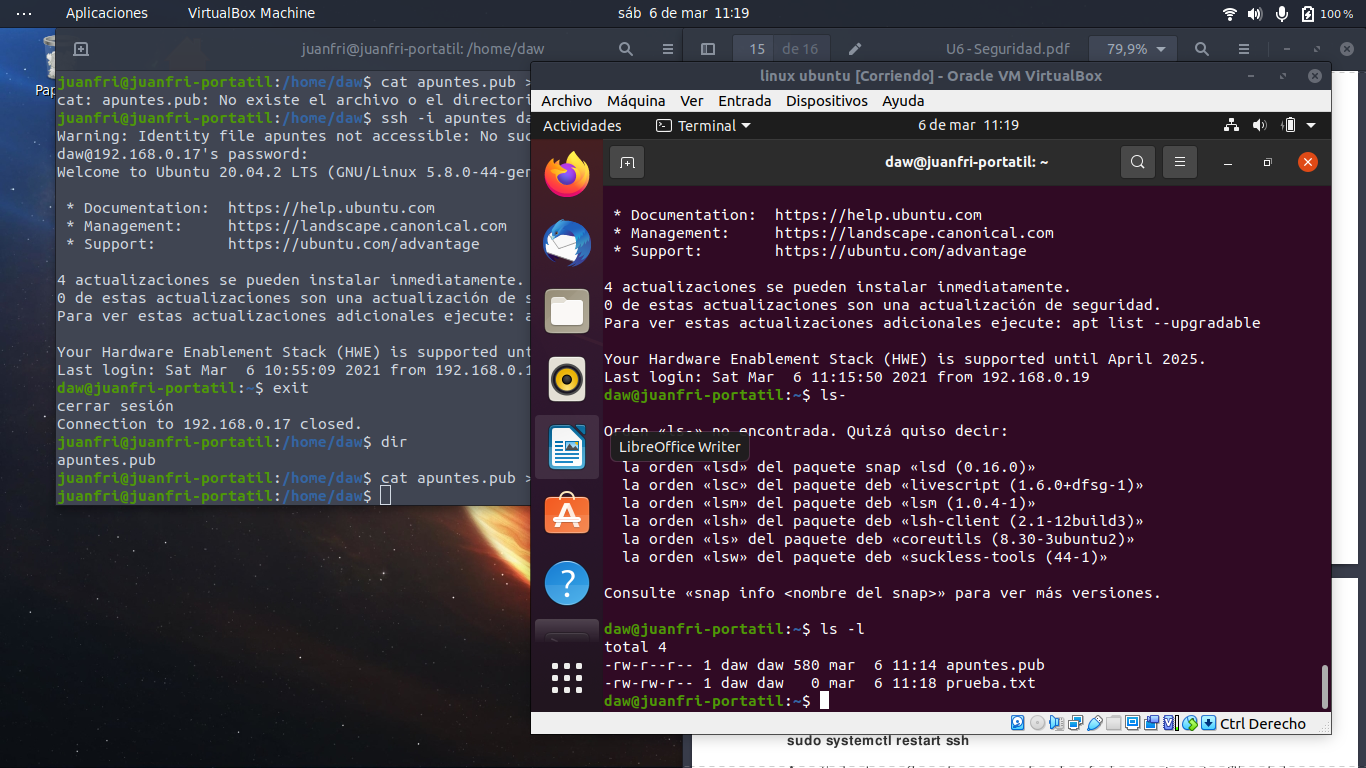 Aplicaciones VirtualBox Machine sáb 6 de mar 11:19 100 %
juanfri@juanfri-portatil: /home/daw
15 de 16 U6 - Seguridad.pdf 79,9%
juanfri@juanfri-portatil:/home/daw$ cat apuntes.pub >
cat: apuntes.pub: No existe el archivo o el
juanfri@juanfri-portatil:/home/daw$ ssh -i apuntes
Warning: Identity file apuntes not accessible: No
daw@192.168.0.17's password:
Welcome to Ubuntu 20.04.2 LTS (GNU/Linux
* Documentation: https://help.ubuntu.com
* Management: https://landscape.canonical.com
* Support: https://ubuntu.com/advantage
4 actualizaciones se pueden instalar inmediatamente.
0 de estas actualizaciones son una actualización de
Para ver estas actualizaciones adicionales ejecute:
Your Hardware Enablement Stack (HWE) is supported
Last login: Sat Mar 6 10:55:09 2021 from
daw@juanfri-portatil:~$ exit
cerrar sesión
Connection to 192.168.0.17 closed.
juanfri@juanfri-portatil:/home/daw$ dir
apuntes.pub
juanfri@juanfri-portatil:/home/daw$ cat apuntes.pub >
juanfri@juanfri-portatil:/home/daw$
linux ubuntu [Corriendo] - Oracle VM VirtualBox
Archivo Máquina Ver Entrada Dispositivos Ayuda
Actividades Terminal 6 de mar 11:19
daw@juanfri-portatil: ~
* Documentation: https://help.ubuntu.com
* Management: https://landscape.canonical.com
* Support: https://ubuntu.com/advantage
4 actualizaciones se pueden instalar inmediatamente.
0 de estas actualizaciones son una actualización de seguridad.
Para ver estas actualizaciones adicionales ejecute: apt list --upgradable
Your Hardware Enablement Stack (HWE) is supported until April 2025.
Last login: Sat Mar 6 11:15:50 2021 from 192.168.0.19
daw@juanfri-portatil:~$ ls-
Orden «ls-» no encontrada. Quizá quiso decir:
LibreOffice Writer
la orden «lsd» del paquete snap «lsd (0.16.0)»
la orden «lsc» del paquete deb «livescript (1.6.0+dfsg-1)»
la orden «lsm» del paquete deb «lsm (1.0.4-1)»
la orden «lsh» del paquete deb «lsh-client (2.1-12build3)»
la orden «ls» del paquete deb «coreutils (8.30-3ubuntu2)»
la orden «lsw» del paquete deb «suckless-tools (44-1)»
Consulte «snap info <nombre del snap>» para ver más versiones.
daw@juanfri-portatil:~$ ls -l
total 4
-rw-r--r-- 1 daw daw 580 mar 6 11:14 apuntes.pub
-rw-rw-r-- 1 daw daw 0 mar 6 11:18 prueba.txt
daw@juanfri-portatil:~$
Ctrl Derecho
sudo systemctl restart ssh